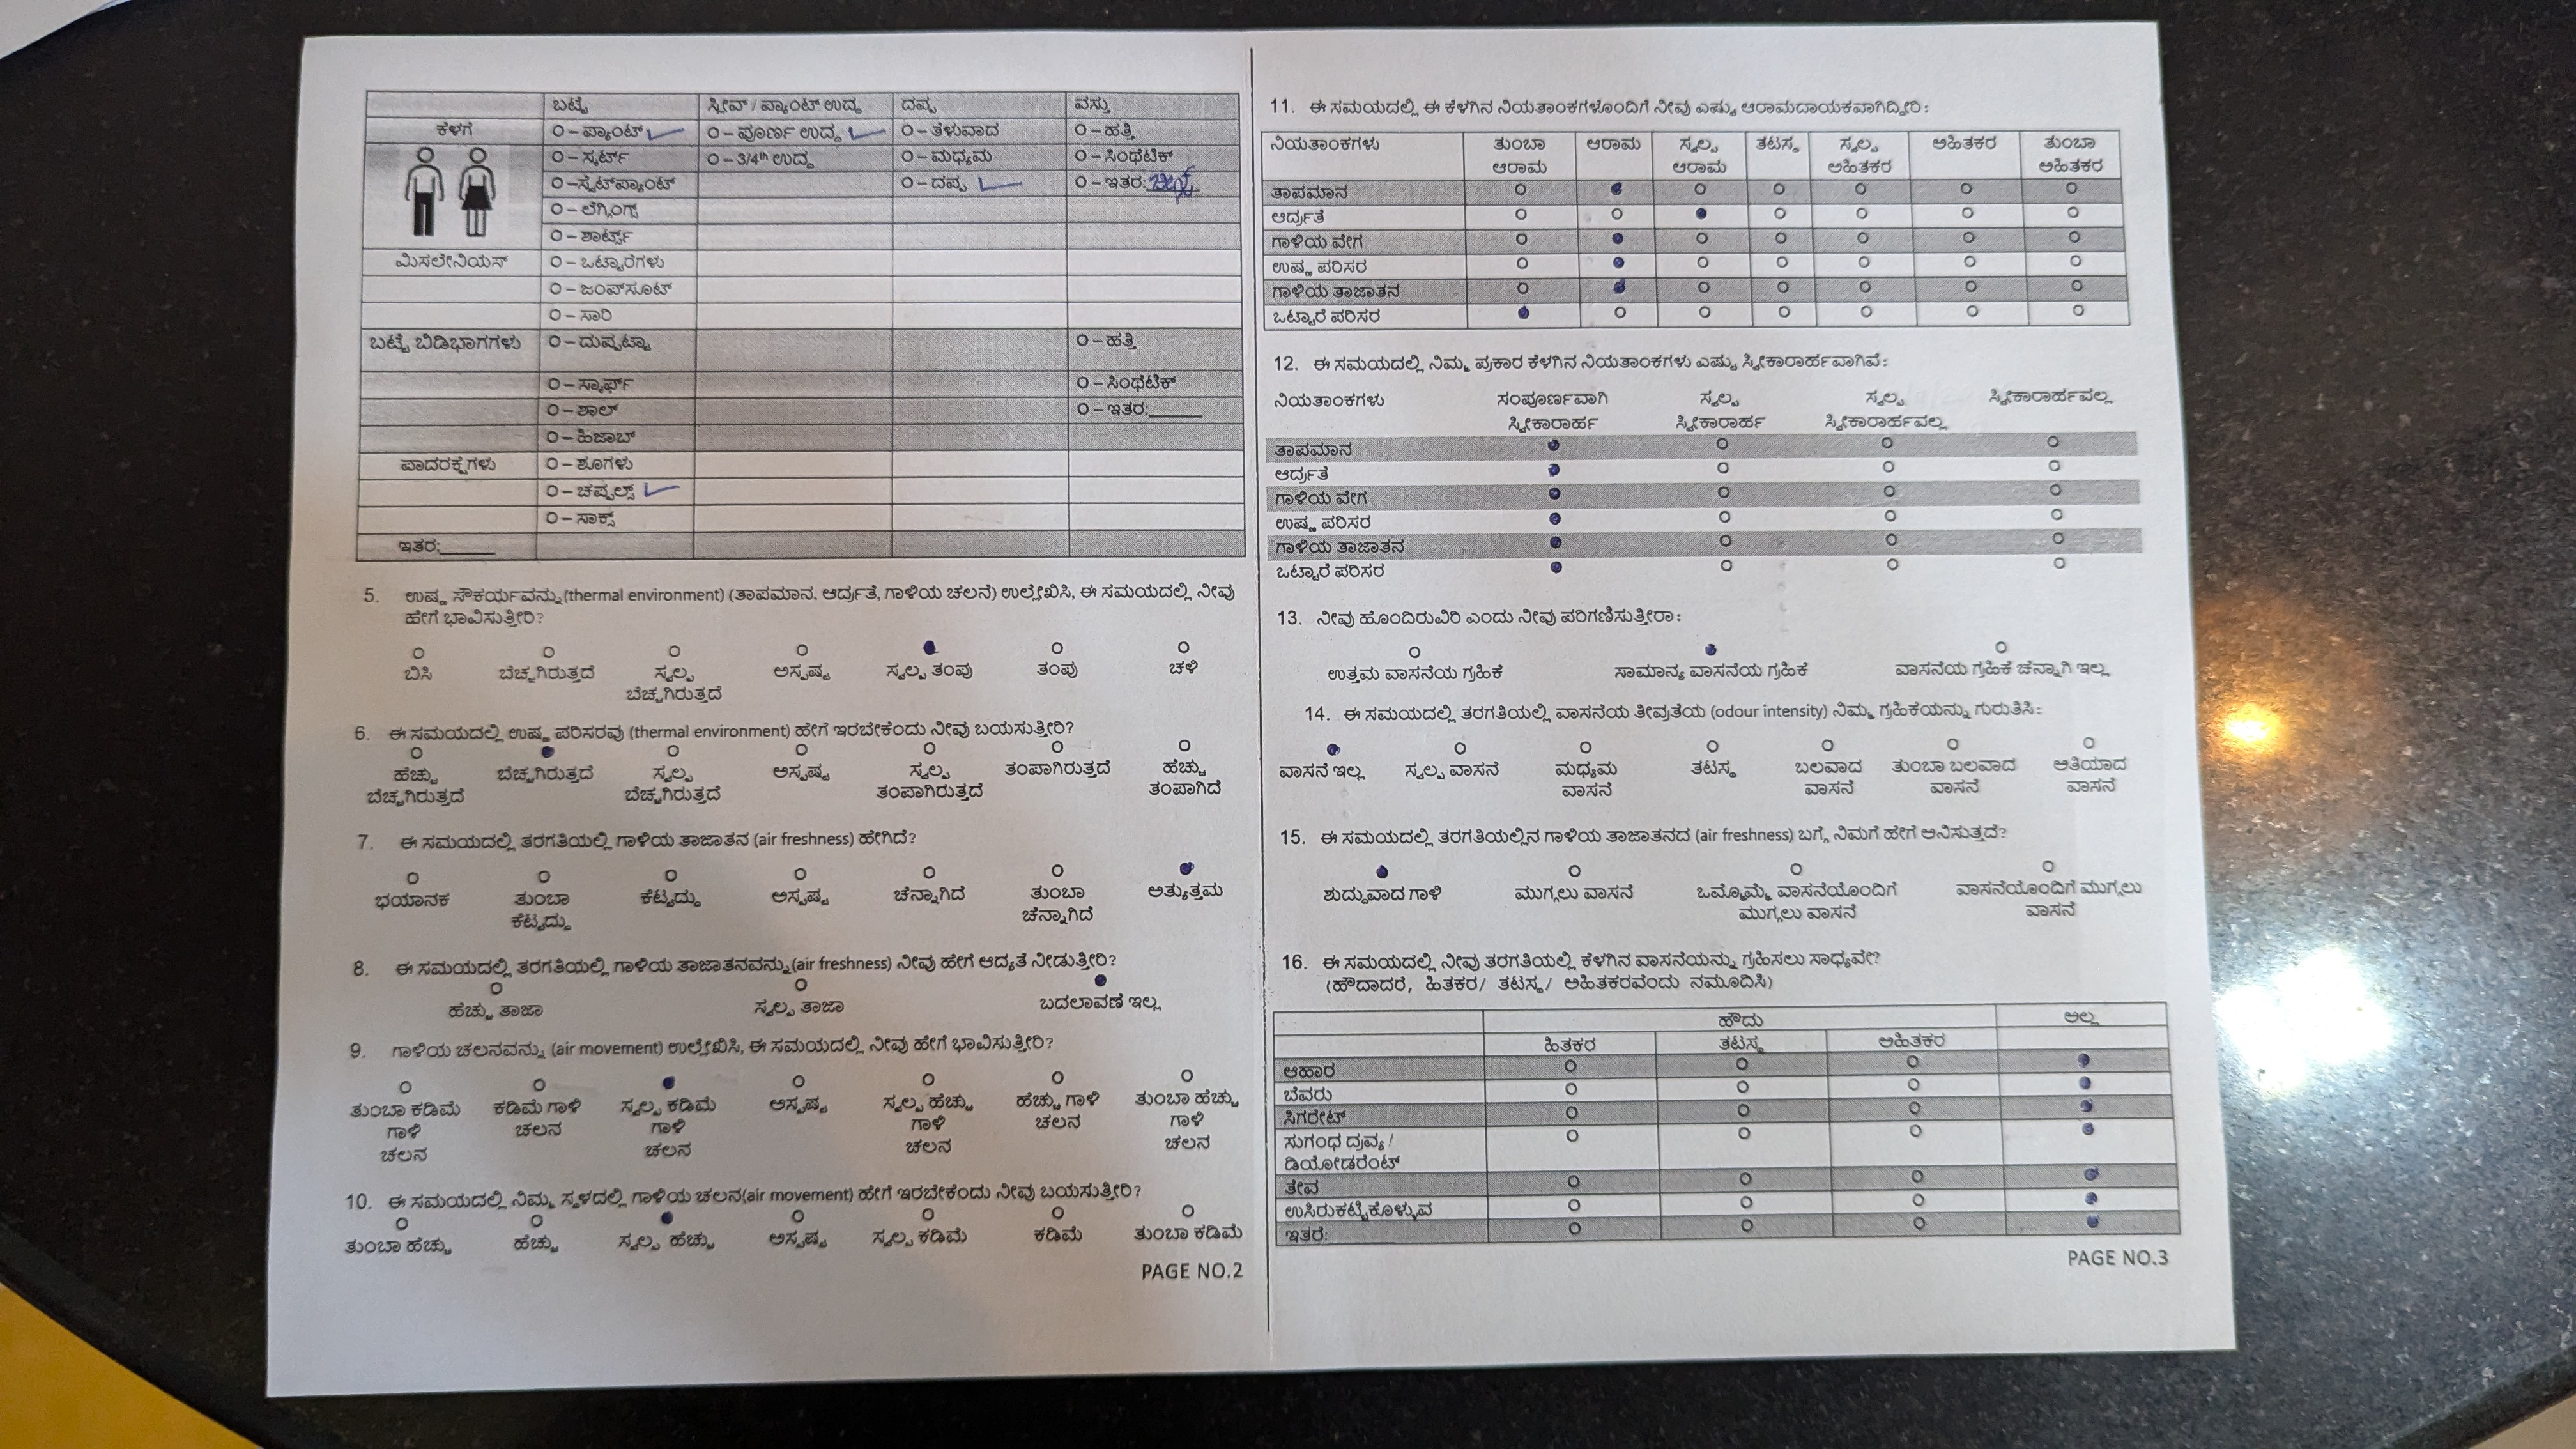 ಬಟ್ಟೆ ಸ್ಲೀವ್ / ಪ್ಯಾಂಟ್ ಉದ್ದ ದಪ್ಪ ವಸ್ತು
ಕೆಳಗೆ O – ಪ್ಯಾಂಟ್ O – ಪೂರ್ಣ ಉದ್ದ O – ತೆಳುವಾದ O – ಹತ್ತಿ
O – ಸ್ಕರ್ಟ್ O – 3/4th ಉದ್ದ O – ಮಧ್ಯಮ O – ಸಿಂಥೆಟಿಕ್
O –ಸ್ವೆಟ್‌ಪ್ಯಾಂಟ್ O – ದಪ್ಪ O – ಇತರ:
O – ಲೆಗ್ಗಿಂಗ್ಸ್
O – ಶಾರ್ಟ್ಸ್
ಮಿಸಲೇನಿಯಸ್ O – ಒಟ್ಟಾರೆಗಳು
O – ಜಂಪ್‌ಸೂಟ್
O – ಸಾರಿ
ಬಟ್ಟೆ ಬಿಡಿಭಾಗಗಳು O – ದುಪ್ಪಟ್ಟಾ O – ಹತ್ತಿ
O – ಸ್ಕಾರ್ಫ್ O – ಸಿಂಥೆಟಿಕ್
O – ಶಾಲ್ O – ಇತರ:______
O – ಹಿಜಾಬ್
ಪಾದರಕ್ಷೆಗಳು O – ಶೂಗಳು
O – ಚಪ್ಪಲ್ಸ್
O – ಸಾಕ್ಸ್
ಇತರ:______
5. ಉಷ್ಣ ಸೌಕರ್ಯವನ್ನು(thermal environment) (ತಾಪಮಾನ, ಆರ್ದ್ರತೆ, ಗಾಳಿಯ ಚಲನೆ) ಉಲ್ಲೇಖಿಸಿ, ಈ ಸಮಯದಲ್ಲಿ ನೀವು
ಹೇಗೆ ಭಾವಿಸುತ್ತೀರಿ?
ಬಿಸಿ ಬೆಚ್ಚಗಿರುತ್ತದೆ ಸ್ವಲ್ಪ ಅಸ್ಪಷ್ಟ ಸ್ವಲ್ಪ ತಂಪು ತಂಪು ಚಳಿ
ಬೆಚ್ಚಗಿರುತ್ತದೆ
6. ಈ ಸಮಯದಲ್ಲಿ ಉಷ್ಣ ಪರಿಸರವು (thermal environment) ಹೇಗೆ ಇರಬೇಕೆಂದು ನೀವು ಬಯಸುತ್ತೀರಿ?
ಹೆಚ್ಚು ಬೆಚ್ಚಗಿರುತ್ತದೆ ಸ್ವಲ್ಪ ಅಸ್ಪಷ್ಟ ಸ್ವಲ್ಪ ತಂಪಾಗಿರುತ್ತದೆ ಹೆಚ್ಚು
ಬೆಚ್ಚಗಿರುತ್ತದೆ ಬೆಚ್ಚಗಿರುತ್ತದೆ ತಂಪಾಗಿರುತ್ತದೆ ತಂಪಾಗಿದೆ
7. ಈ ಸಮಯದಲ್ಲಿ ತರಗತಿಯಲ್ಲಿ ಗಾಳಿಯ ತಾಜಾತನ (air freshness) ಹೇಗಿದೆ?
ಭಯಾನಕ ತುಂಬಾ ಕೆಟ್ಟದ್ದು ಅಸ್ಪಷ್ಟ ಚೆನ್ನಾಗಿದೆ ತುಂಬಾ ಅತ್ಯುತ್ತಮ
ಕೆಟ್ಟದ್ದು ಚೆನ್ನಾಗಿದೆ
8. ಈ ಸಮಯದಲ್ಲಿ ತರಗತಿಯಲ್ಲಿ ಗಾಳಿಯ ತಾಜಾತನವನ್ನು(air freshness) ನೀವು ಹೇಗೆ ಆದ್ಯತೆ ನೀಡುತ್ತೀರಿ?
ಹೆಚ್ಚು ತಾಜಾ ಸ್ವಲ್ಪ ತಾಜಾ ಬದಲಾವಣೆ ಇಲ್ಲ
9. ಗಾಳಿಯ ಚಲನವನ್ನು (air movement) ಉಲ್ಲೇಖಿಸಿ, ಈ ಸಮಯದಲ್ಲಿ ನೀವು ಹೇಗೆ ಭಾವಿಸುತ್ತೀರಿ?
ತುಂಬಾ ಕಡಿಮೆ ಕಡಿಮೆ ಗಾಳಿ ಸ್ವಲ್ಪ ಕಡಿಮೆ ಅಸ್ಪಷ್ಟ ಸ್ವಲ್ಪ ಹೆಚ್ಚು ಹೆಚ್ಚು ಗಾಳಿ ತುಂಬಾ ಹೆಚ್ಚು
ಗಾಳಿ ಚಲನ ಗಾಳಿ ಗಾಳಿ ಚಲನ ಗಾಳಿ
ಚಲನ ಚಲನ ಚಲನ ಚಲನ
10. ಈ ಸಮಯದಲ್ಲಿ ನಿಮ್ಮ ಸ್ಥಳದಲ್ಲಿ ಗಾಳಿಯ ಚಲನ(air movement) ಹೇಗೆ ಇರಬೇಕೆಂದು ನೀವು ಬಯಸುತ್ತೀರಿ?
ತುಂಬಾ ಹೆಚ್ಚು ಹೆಚ್ಚು ಸ್ವಲ್ಪ ಹೆಚ್ಚು ಅಸ್ಪಷ್ಟ ಸ್ವಲ್ಪ ಕಡಿಮೆ ಕಡಿಮೆ ತುಂಬಾ ಕಡಿಮೆ
PAGE NO.2
11. ಈ ಸಮಯದಲ್ಲಿ ಈ ಕೆಳಗಿನ ನಿಯತಾಂಕಗಳೊಂದಿಗೆ ನೀವು ಎಷ್ಟು ಆರಾಮದಾಯಕವಾಗಿದ್ದೀರಿ:
ನಿಯತಾಂಕಗಳು ತುಂಬಾ ಆರಾಮ ಸ್ವಲ್ಪ ತಟಸ್ಥ ಸ್ವಲ್ಪ ಅಹಿತಕರ ತುಂಬಾ
ಆರಾಮ ಆರಾಮ ಅಹಿತಕರ ಅಹಿತಕರ
ತಾಪಮಾನ
ಆರ್ದ್ರತೆ
ಗಾಳಿಯ ವೇಗ
ಉಷ್ಣ ಪರಿಸರ
ಗಾಳಿಯ ತಾಜಾತನ
ಒಟ್ಟಾರೆ ಪರಿಸರ
12. ಈ ಸಮಯದಲ್ಲಿ ನಿಮ್ಮ ಪ್ರಕಾರ ಕೆಳಗಿನ ನಿಯತಾಂಕಗಳು ಎಷ್ಟು ಸ್ವೀಕಾರಾರ್ಹವಾಗಿವೆ:
ನಿಯತಾಂಕಗಳು ಸಂಪೂರ್ಣವಾಗಿ ಸ್ವಲ್ಪ ಸ್ವಲ್ಪ ಸ್ವೀಕಾರಾರ್ಹವಲ್ಲ
ಸ್ವೀಕಾರಾರ್ಹ ಸ್ವೀಕಾರಾರ್ಹ ಸ್ವೀಕಾರಾರ್ಹವಲ್ಲ
ತಾಪಮಾನ
ಆರ್ದ್ರತೆ
ಗಾಳಿಯ ವೇಗ
ಉಷ್ಣ ಪರಿಸರ
ಗಾಳಿಯ ತಾಜಾತನ
ಒಟ್ಟಾರೆ ಪರಿಸರ
13. ನೀವು ಹೊಂದಿರುವಿರಿ ಎಂದು ನೀವು ಪರಿಗಣಿಸುತ್ತೀರಾ:
ಉತ್ತಮ ವಾಸನೆಯ ಗ್ರಹಿಕೆ ಸಾಮಾನ್ಯ ವಾಸನೆಯ ಗ್ರಹಿಕೆ ವಾಸನೆಯ ಗ್ರಹಿಕೆ ಚೆನ್ನಾಗಿ ಇಲ್ಲ
14. ಈ ಸಮಯದಲ್ಲಿ ತರಗತಿಯಲ್ಲಿ ವಾಸನೆಯ ತೀವ್ರತೆಯ (odour intensity) ನಿಮ್ಮ ಗ್ರಹಿಕೆಯನ್ನು ಗುರುತಿಸಿ:
ವಾಸನೆ ಇಲ್ಲ ಸ್ವಲ್ಪ ವಾಸನೆ ಮಧ್ಯಮ ತಟಸ್ಥ ಬಲವಾದ ತುಂಬಾ ಬಲವಾದ ಅತಿಯಾದ
ವಾಸನೆ ವಾಸನೆ ವಾಸನೆ ವಾಸನೆ
15. ಈ ಸಮಯದಲ್ಲಿ ತರಗತಿಯಲ್ಲಿನ ಗಾಳಿಯ ತಾಜಾತನದ (air freshness) ಬಗ್ಗೆ ನಿಮಗೆ ಹೇಗೆ ಅನಿಸುತ್ತದೆ?
ಶುದ್ದುವಾದ ಗಾಳಿ ಮುಗ್ಗಲು ವಾಸನೆ ಒಮ್ಮೊಮ್ಮೆ ವಾಸನೆಯೊಂದಿಗೆ ವಾಸನೆಯೊಂದಿಗೆ ಮುಗ್ಗಲು
ಮುಗ್ಗಲು ವಾಸನೆ ವಾಸನೆ
16. ಈ ಸಮಯದಲ್ಲಿ ನೀವು ತರಗತಿಯಲ್ಲಿ ಕೆಳಗಿನ ವಾಸನೆಯನ್ನು ಗ್ರಹಿಸಲು ಸಾಧ್ಯವೇ?
(ಹೌದಾದರೆ, ಹಿತಕರ/ ತಟಸ್ಥ/ ಅಹಿತಕರವೆಂದು ನಮೂದಿಸಿ)
ಹೌದು ಅಲ್ಲ
ಹಿತಕರ ತಟಸ್ಥ ಅಹಿತಕರ
ಆಹಾರ
ಬೆವರು
ಸಿಗರೇಟ್
ಸುಗಂಧ ದ್ರವ್ಯ /
ಡಿಯೋಡರೆಂಟ್
ತೇವ
ಉಸಿರುಕಟ್ಟಿಕೊಳ್ಳುವ
ಇತರ:
PAGE NO.3